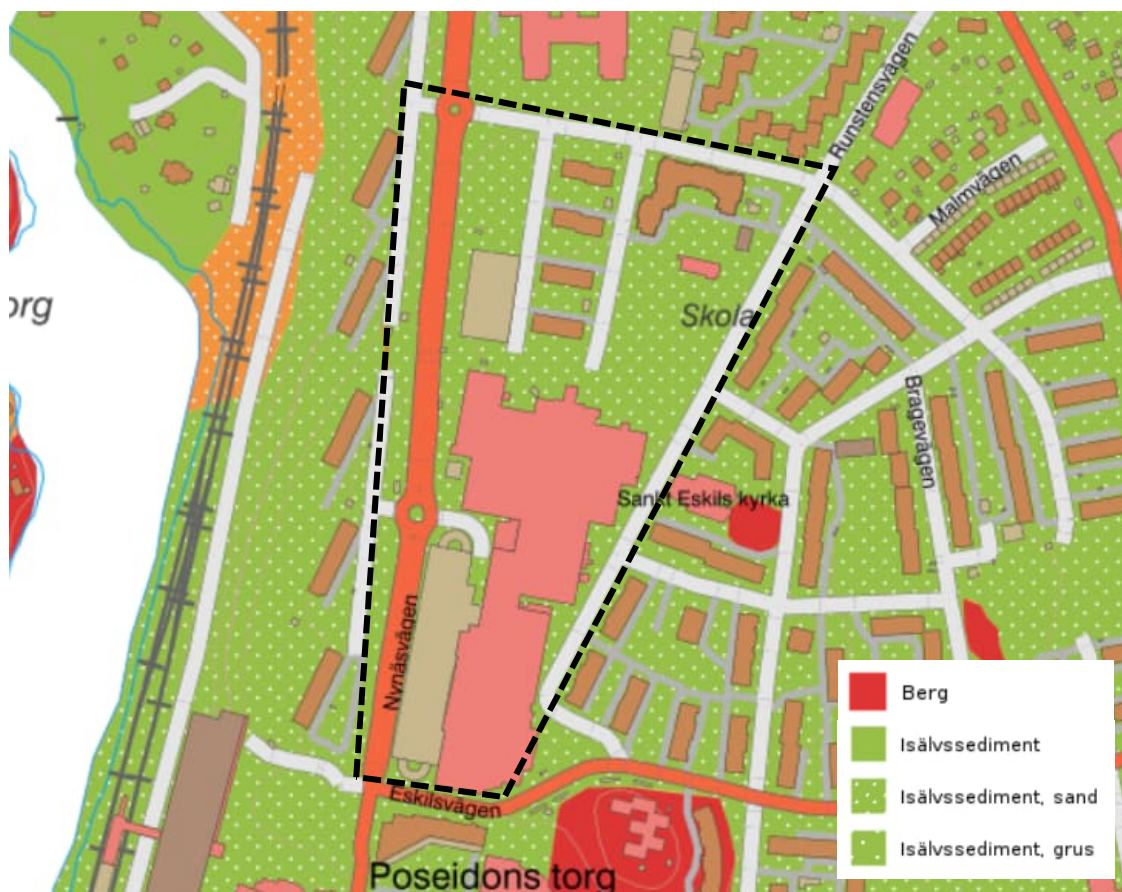 Runstensvägen
Malmvägen
org
Skola
Bragevägen
Sankt Eskils kyrka
Nynäsvägen
Eskilsvägen
Poseidons torg
Berg
Isälvssediment
Isälvssediment, sand
Isälvssediment, grus